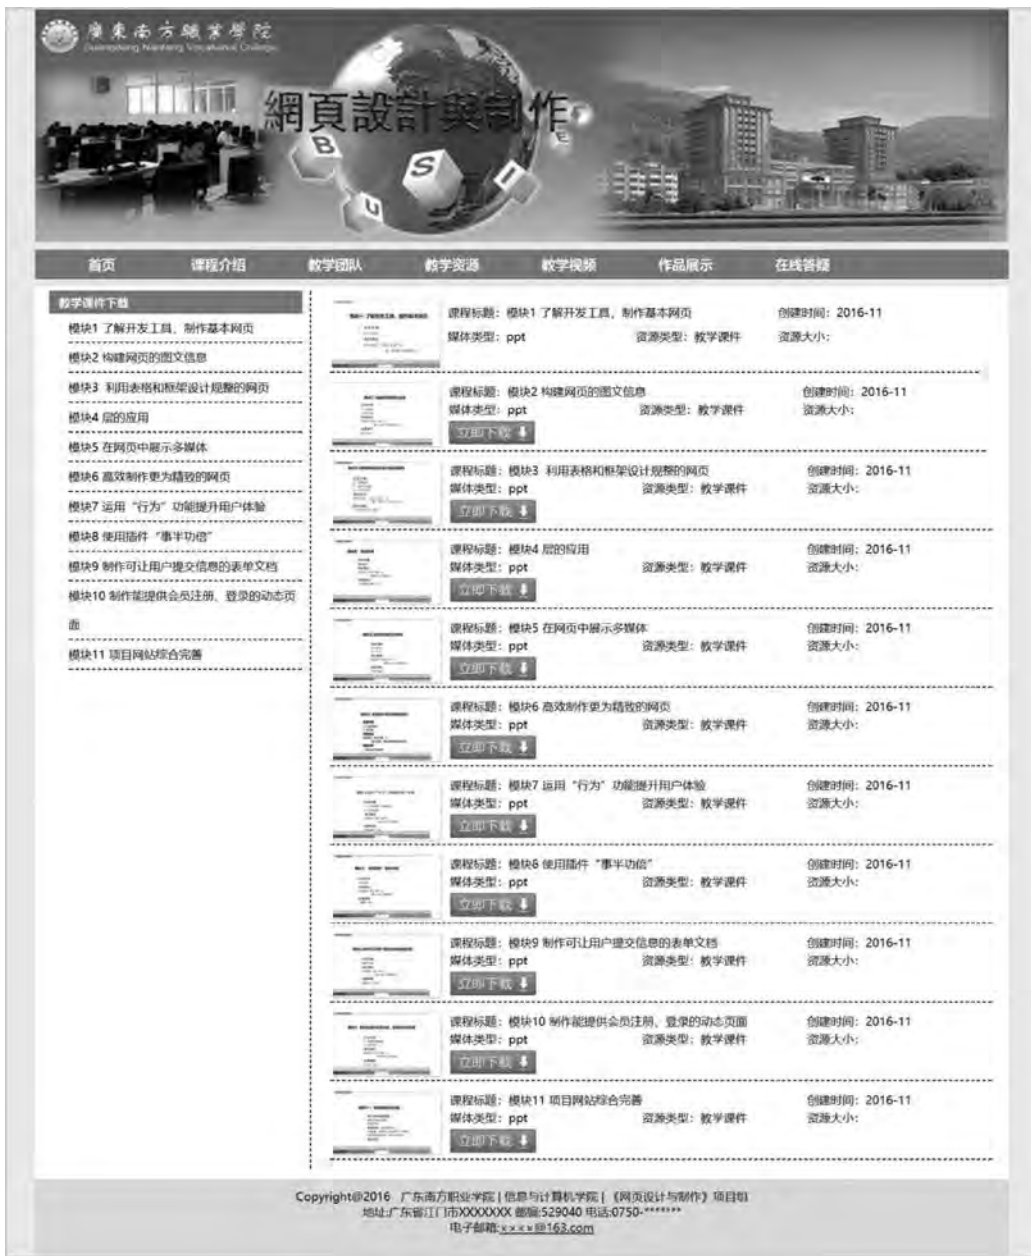 廣東南方職業學院
Guangdong Nanfang Vocational College
網頁設計與制作
B
U
S
I
E
首页 课程介绍 教学团队 教学资源 教学视频 作品展示 在线答疑
教学课件下载
模块1 了解开发工具，制作基本网页
模块2 构建网页的图文信息
模块3 利用表格和框架设计规整的网页
模块4 层的应用
模块5 在网页中展示多媒体
模块6 高效制作更为精致的网页
模块7 运用“行为”功能提升用户体验
模块8 使用插件“事半功倍”
模块9 制作可让用户提交信息的表单文档
模块10 制作能提供会员注册、登录的动态页
面
模块11 项目网站综合完善
课程标题：模块1 了解开发工具，制作基本网页 创建时间：2016-11
媒体类型：ppt 资源类型：教学课件 资源大小：
课程标题：模块2 构建网页的图文信息 创建时间：2016-11
媒体类型：ppt 资源类型：教学课件 资源大小：
立即下载
课程标题：模块3 利用表格和框架设计规整的网页 创建时间：2016-11
媒体类型：ppt 资源类型：教学课件 资源大小：
立即下载
课程标题：模块4 层的应用 创建时间：2016-11
媒体类型：ppt 资源类型：教学课件 资源大小：
立即下载
课程标题：模块5 在网页中展示多媒体 创建时间：2016-11
媒体类型：ppt 资源类型：教学课件 资源大小：
立即下载
课程标题：模块6 高效制作更为精致的网页 创建时间：2016-11
媒体类型：ppt 资源类型：教学课件 资源大小：
立即下载
课程标题：模块7 运用“行为”功能提升用户体验 创建时间：2016-11
媒体类型：ppt 资源类型：教学课件 资源大小：
立即下载
课程标题：模块8 使用插件“事半功倍” 创建时间：2016-11
媒体类型：ppt 资源类型：教学课件 资源大小：
立即下载
课程标题：模块9 制作可让用户提交信息的表单文档 创建时间：2016-11
媒体类型：ppt 资源类型：教学课件 资源大小：
立即下载
课程标题：模块10 制作能提供会员注册、登录的动态页面 创建时间：2016-11
媒体类型：ppt 资源类型：教学课件 资源大小：
立即下载
课程标题：模块11 项目网站综合完善 创建时间：2016-11
媒体类型：ppt 资源类型：教学课件 资源大小：
立即下载
Copyright@2016 广东南方职业学院 | 信息与计算机学院 | 《网页设计与制作》项目组
地址:广东省江门市XXXXXXX 邮编:529040 电话:0750-*******
电子邮箱:××××@163.com